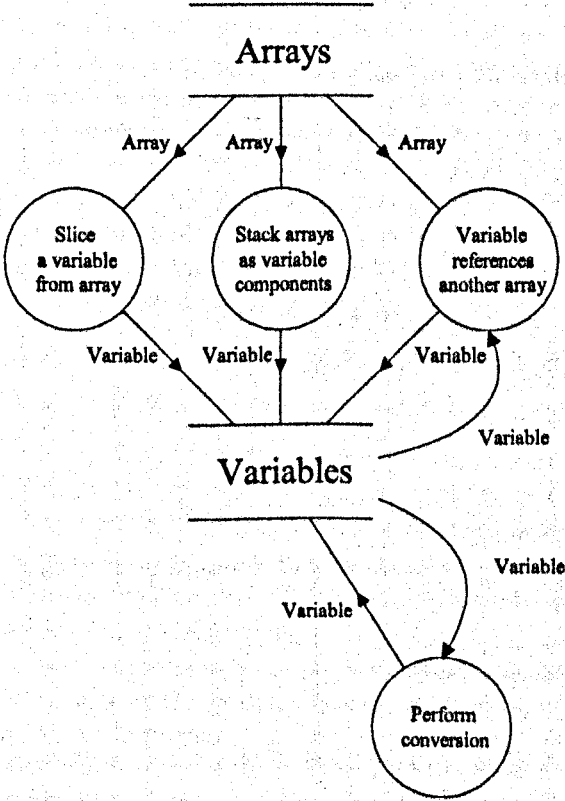 Arrays
Array
Array
Array
Slice
a variable
from array
Stack arrays
as variable
components
Variable
references
another array
Variable
Variable
Variable
Variable
Variables
Variable
Variable
Perform
conversion